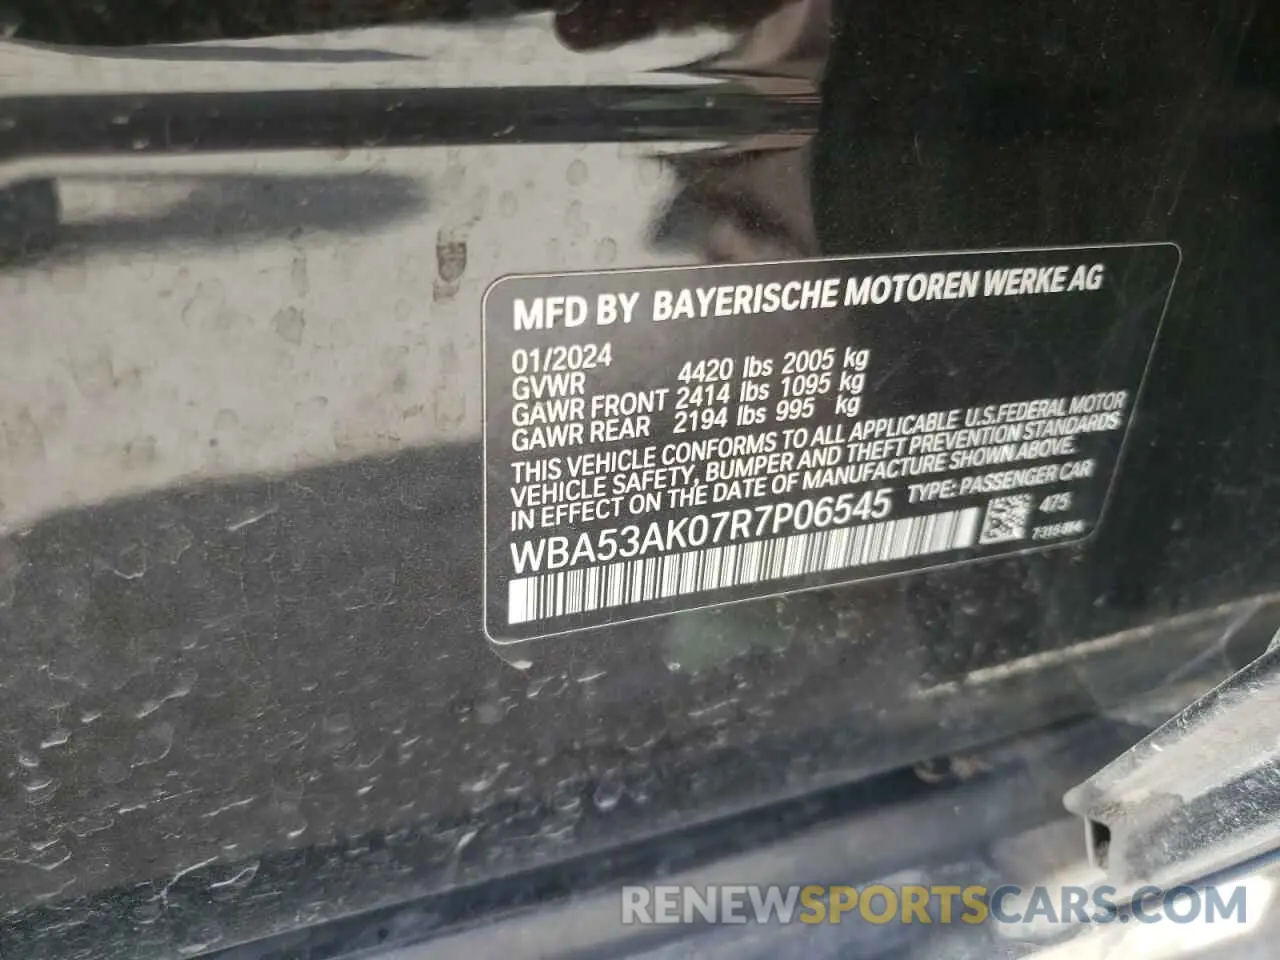 MFD BY BAYERISCHE MOTOREN WERKE AG
01/2024
GVWR 4420 lbs 2005 kg
GAWR FRONT 2414 lbs 1095 kg
GAWR REAR 2194 lbs 995 kg
THIS VEHICLE CONFORMS TO ALL APPLICABLE U.S.FEDERAL MOTOR
VEHICLE SAFETY, BUMPER AND THEFT PREVENTION STANDARDS
IN EFFECT ON THE DATE OF MANUFACTURE SHOWN ABOVE.
WBA53AK07R7P06545 TYPE: PASSENGER CAR
475
RENEWSPORTSCARS.COM